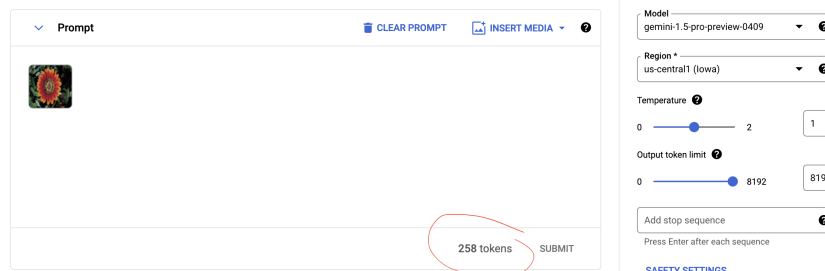 Prompt
CLEAR PROMPT
INSERT MEDIA
258 tokens
SUBMIT
Model
gemini-1.5-pro-preview-0409
Region *
us-central1 (Iowa)
Temperature
0
2
1
Output token limit
0
8192
819
Add stop sequence
Press Enter after each sequence
SAFETY SETTINGS